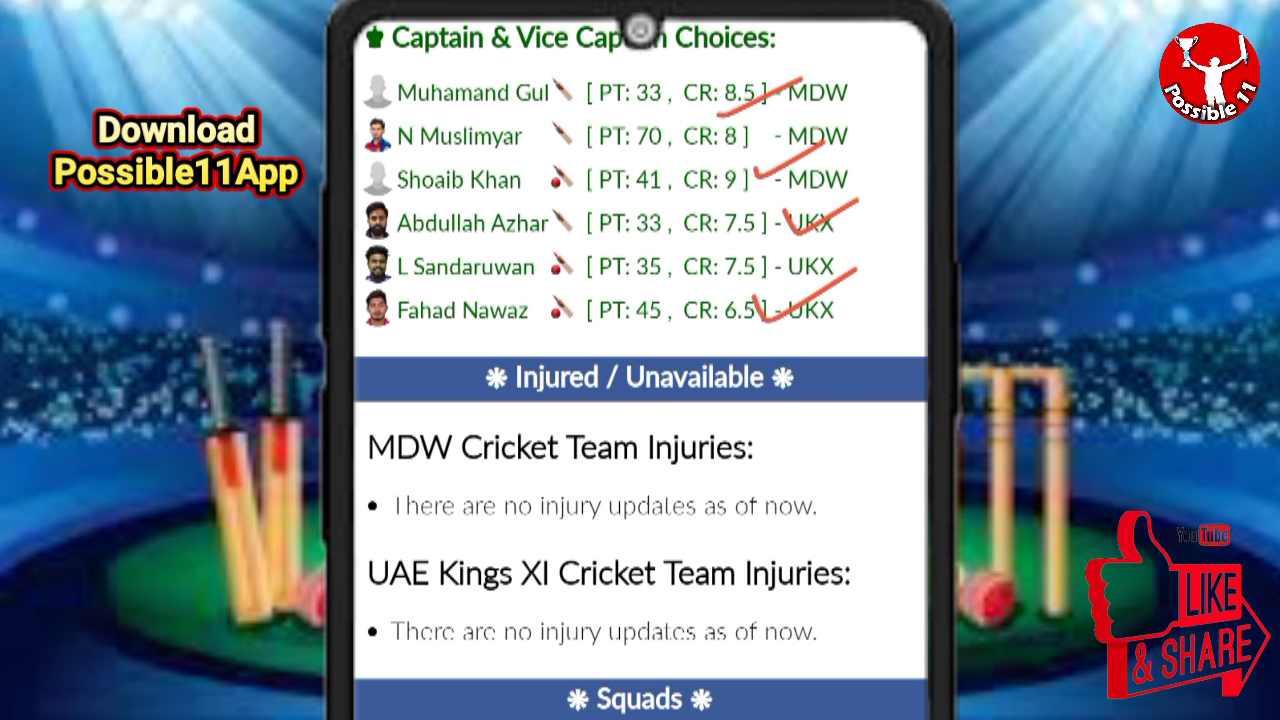 Captain & Vice Captain Choices:
Muhamand Gul [ PT: 33 , CR: 8.5 ] - MDW
N Muslimyar [ PT: 70 , CR: 8 ] - MDW
Shoaib Khan [ PT: 41 , CR: 9 ] - MDW
Abdullah Azhar [ PT: 33 , CR: 7.5 ] - UKX
L Sandaruwan [ PT: 35 , CR: 7.5 ] - UKX
Fahad Nawaz [ PT: 45 , CR: 6.5 ] - UKX
Injured / Unavailable
MDW Cricket Team Injuries:
There are no injury updates as of now.
UAE Kings XI Cricket Team Injuries:
There are no injury updates as of now.
Squads
Download
Possible11App
Possible 11
YouTube
LIKE
& SHARE